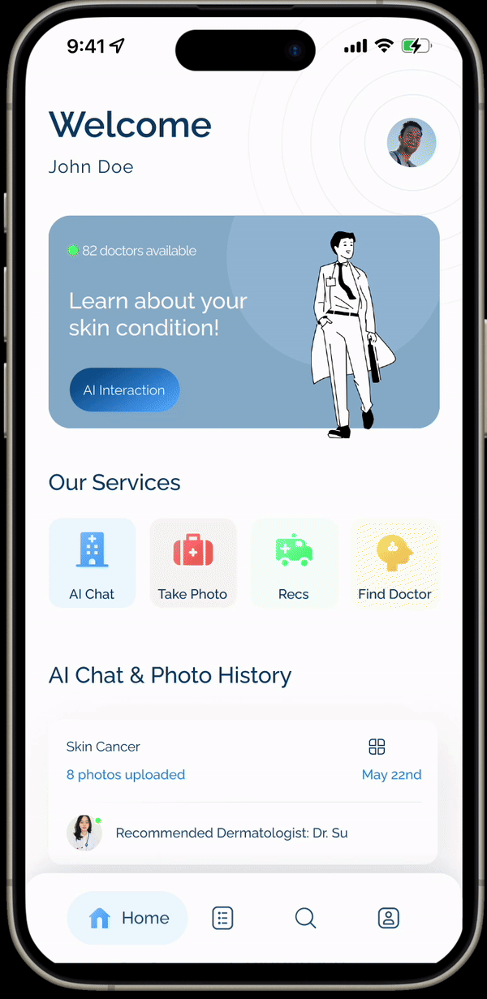 9:41
Welcome
John Doe
82 doctors available
Learn about your
skin condition!
AI Interaction
Our Services
AI Chat
Take Photo
Recs
Find Doctor
AI Chat & Photo History
Skin Cancer
8 photos uploaded
May 22nd
Recommended Dermatologist: Dr. Su
Home